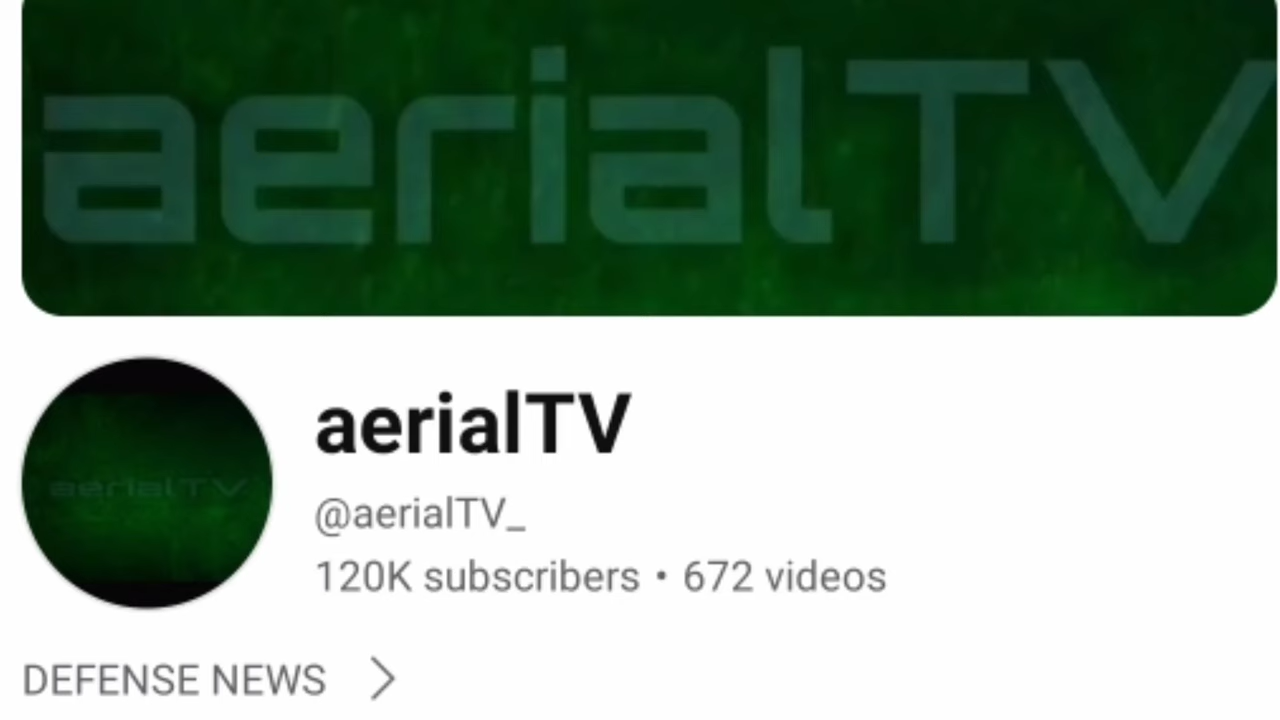 aerialTV
aerialTV
aerialTV
@aerialTV_
120K subscribers • 672 videos
DEFENSE NEWS >